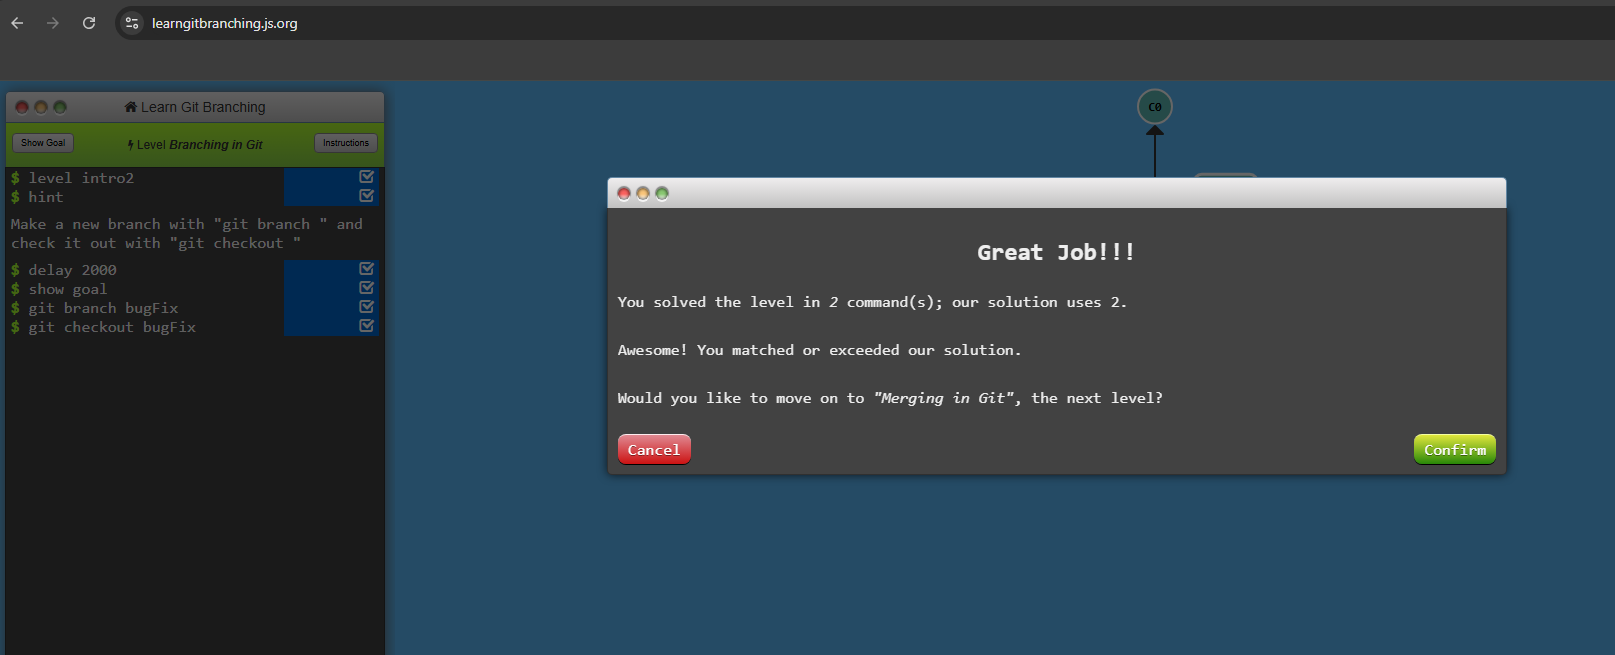 learngitbranching.js.org
Learn Git Branching
Show Goal
Level Branching in Git
Instructions
$ level intro2
$ hint
Make a new branch with "git branch " and
check it out with "git checkout "
$ delay 2000
$ show goal
$ git branch bugFix
$ git checkout bugFix
C0
Great Job!!!
You solved the level in 2 command(s); our solution uses 2.
Awesome! You matched or exceeded our solution.
Would you like to move on to "Merging in Git", the next level?
Cancel
Confirm